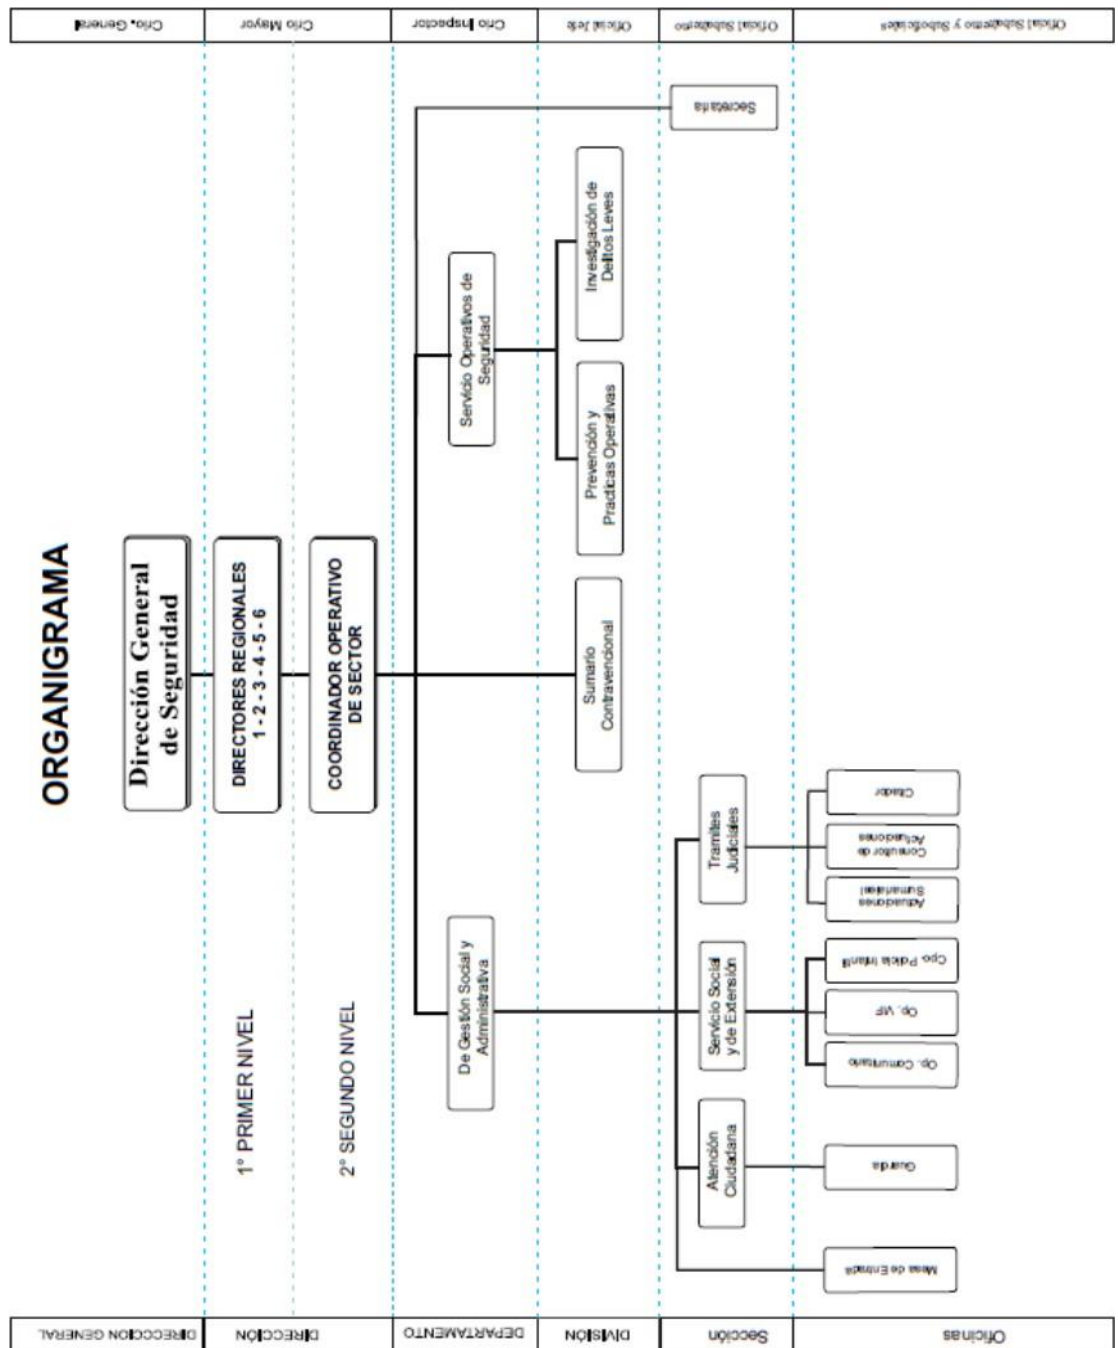 ORGANIGRAMA
DIRECCION GENERAL
DIRECCIÓN
DEPARTAMENTO
DIVISIÓN
Sección
Oficinas
Crio. General
Crio Mayor
Crio Inspector
Oficial Jefe
Oficial Subalterno
Oficial Subalterno y Suboficiales
Dirección General
de Seguridad
1° PRIMER NIVEL
DIRECTORES REGIONALES
1 - 2 - 3 - 4 - 5 - 6
2° SEGUNDO NIVEL
COORDINADOR OPERATIVO
DE SECTOR
De Gestión Social y
Administrativa
Servicio Operativos de
Seguridad
Sumario
Contravencional
Prevención y
Practicas Operativas
Investigación de
Delitos Leves
Atención
Ciudadana
Servicio Social
y de Extensión
Tramites
Judiciales
Secretaria
Mesa de Entrada
Guardia
Op. Comunitario
Op. VIF
Cpo. Policia Infantil
Actuaciones
Sumariales
Consultor de
Actuaciones
Citador